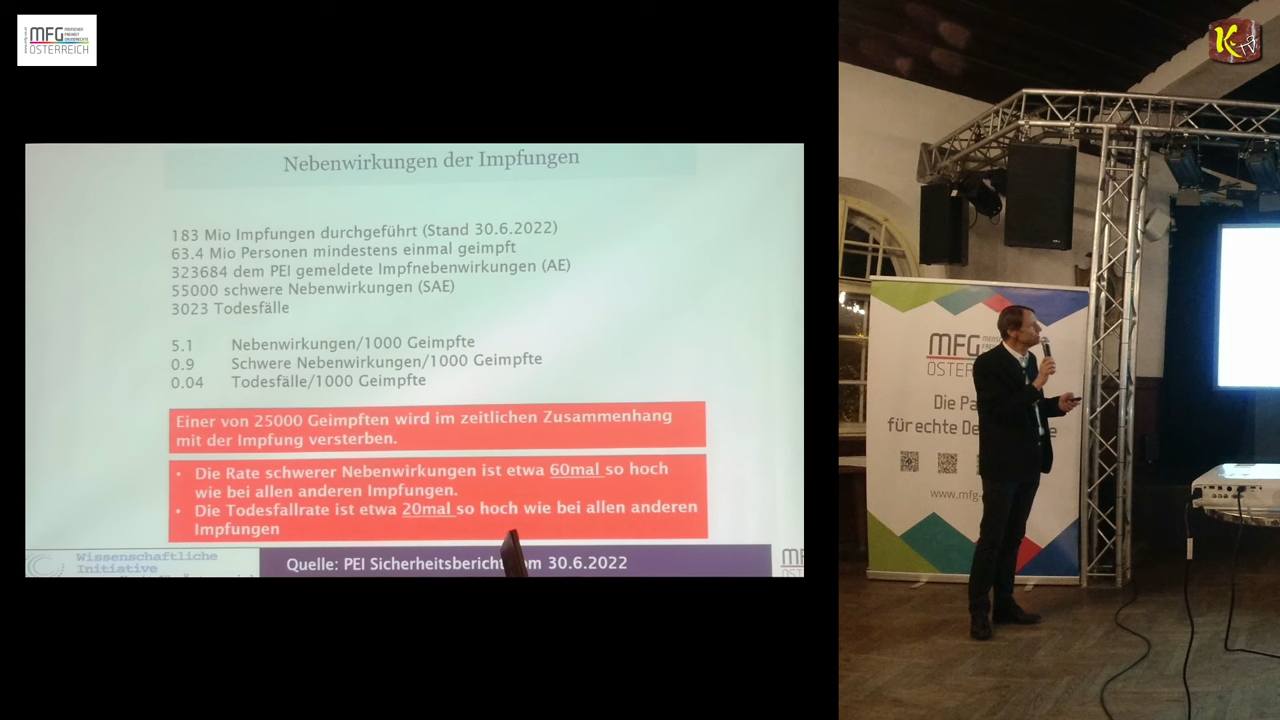 MFG
ÖSTERREICH
Nebenwirkungen der Impfungen
183 Mio Impfungen durchgeführt (Stand 30.6.2022)
63.4 Mio Personen mindestens einmal geimpft
323684 dem PEI gemeldete Impfnebenwirkungen (AE)
55000 schwere Nebenwirkungen (SAE)
3023 Todesfälle
5.1 Nebenwirkungen/1000 Geimpfte
0.9 Schwere Nebenwirkungen/1000 Geimpfte
0.04 Todesfälle/1000 Geimpfte
Einer von 25000 Geimpften wird im zeitlichen Zusammenhang
mit der Impfung versterben.
• Die Rate schwerer Nebenwirkungen ist etwa 60mal so hoch
wie bei allen anderen Impfungen.
• Die Todesfallrate ist etwa 20mal so hoch wie bei allen anderen
Impfungen
Wissenschaftliche
Initiative
Quelle: PEI Sicherheitsbericht om 30.6.2022
MFG
KTV
MFG
ÖSTER
Die Pa
für echte De e
www.mfg-